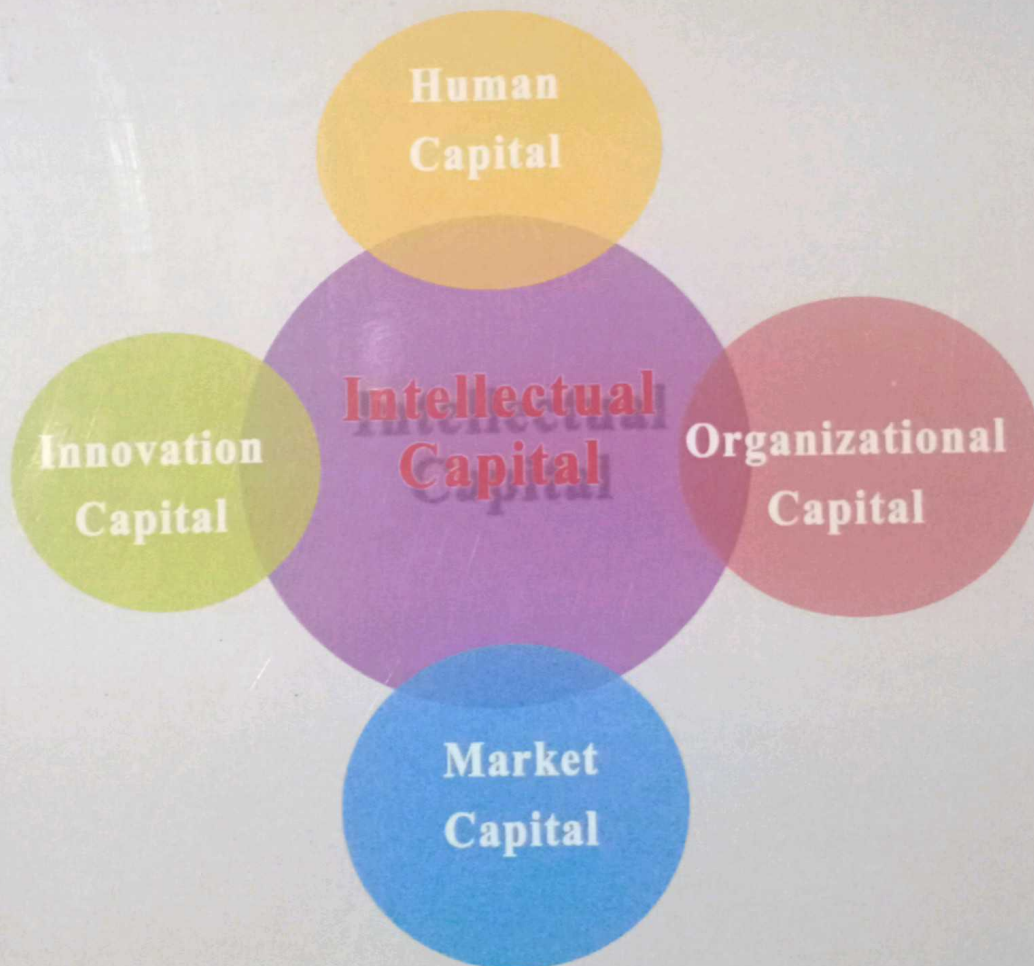 Human
Capital
Intellectual
Capital
Innovation
Capital
Organizational
Capital
Market
Capital